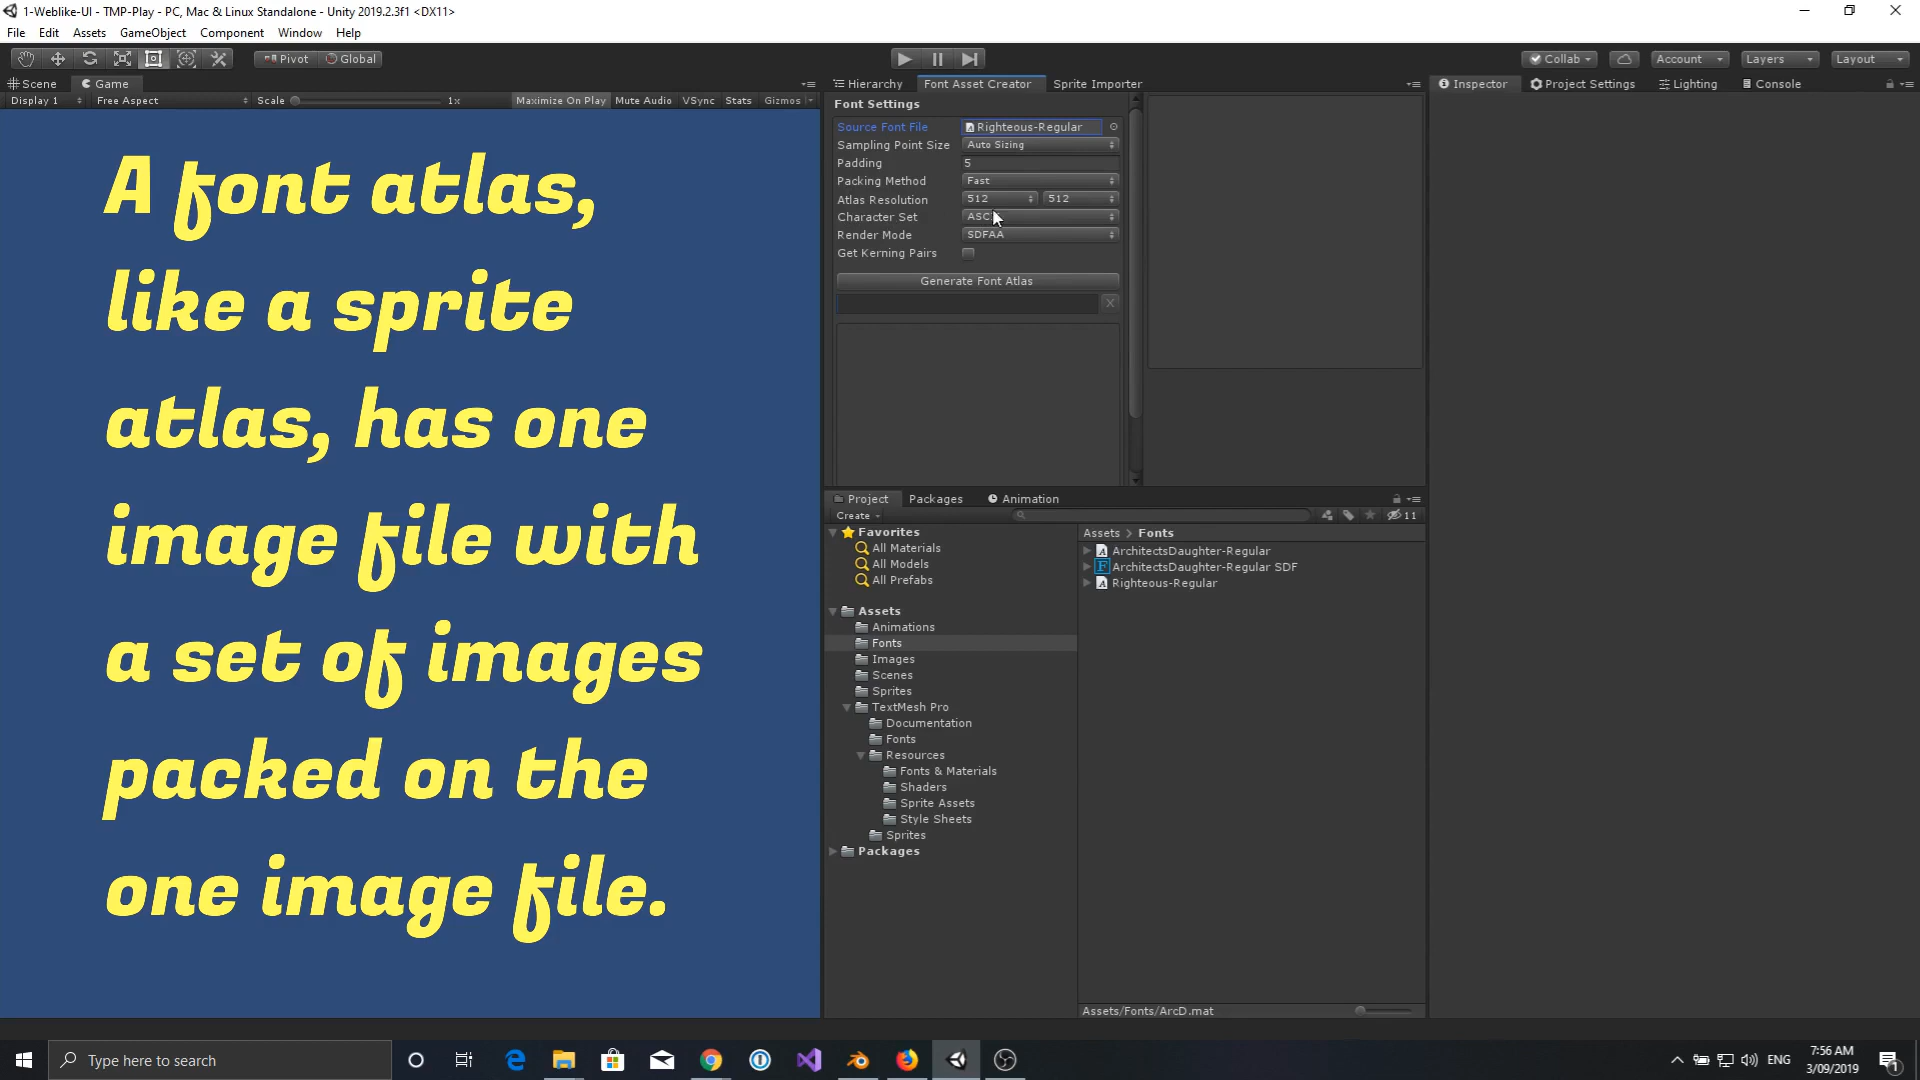 1-Weblike-UI - TMP-Play - PC, Mac & Linux Standalone - Unity 2019.2.3f1 <DX11>
File Edit Assets GameObject Component Window Help
Pivot Global Collab Account Layers Layout
Scene Game
Display 1 Free Aspect Scale 1x Maximize On Play Mute Audio VSync Stats Gizmos
A font atlas,
like a sprite
atlas, has one
image file with
a set of images
packed on the
one image file.
Hierarchy Font Asset Creator Sprite Importer
Font Settings
Source Font File Righteous-Regular
Sampling Point Size Auto Sizing
Padding 5
Packing Method Fast
Atlas Resolution 512 512
Character Set
Render Mode SDFAA
Get Kerning Pairs
Generate Font Atlas
Inspector Project Settings Lighting Console
Project Packages Animation
Create 11
Favorites
All Materials
All Models
All Prefabs
Assets
Animations
Fonts
Images
Scenes
Sprites
TextMesh Pro
Documentation
Fonts
Resources
Fonts & Materials
Shaders
Sprite Assets
Style Sheets
Sprites
Packages
Assets > Fonts
ArchitectsDaughter-Regular
ArchitectsDaughter-Regular SDF
Righteous-Regular
Assets/Fonts/ArcD.mat
Type here to search
ENG
7:56 AM
3/09/2019
1